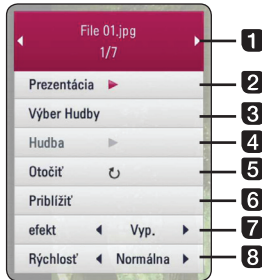 File 01.jpg
1/7
1
Prezentácia
2
Výber Hudby
3
Hudba
4
Otočiť
5
Priblížiť
6
efekt Vyp.
7
Rýchlosť Normálna
8